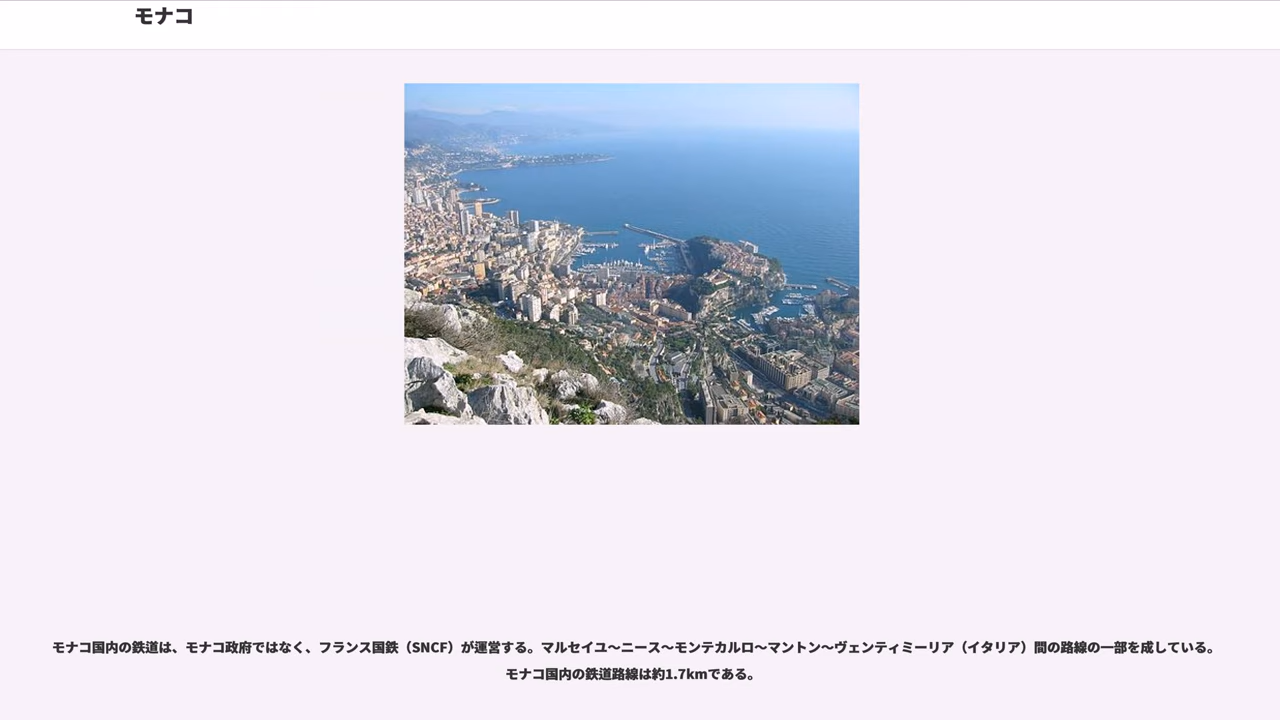 モナコ
モナコ国内の鉄道は、モナコ政府ではなく、フランス国鉄（SNCF）が運営する。マルセイユ〜ニース〜モンテカルロ〜マントン〜ヴェンティミーリア（イタリア）間の路線の一部を成している。
モナコ国内の鉄道路線は約1.7kmである。